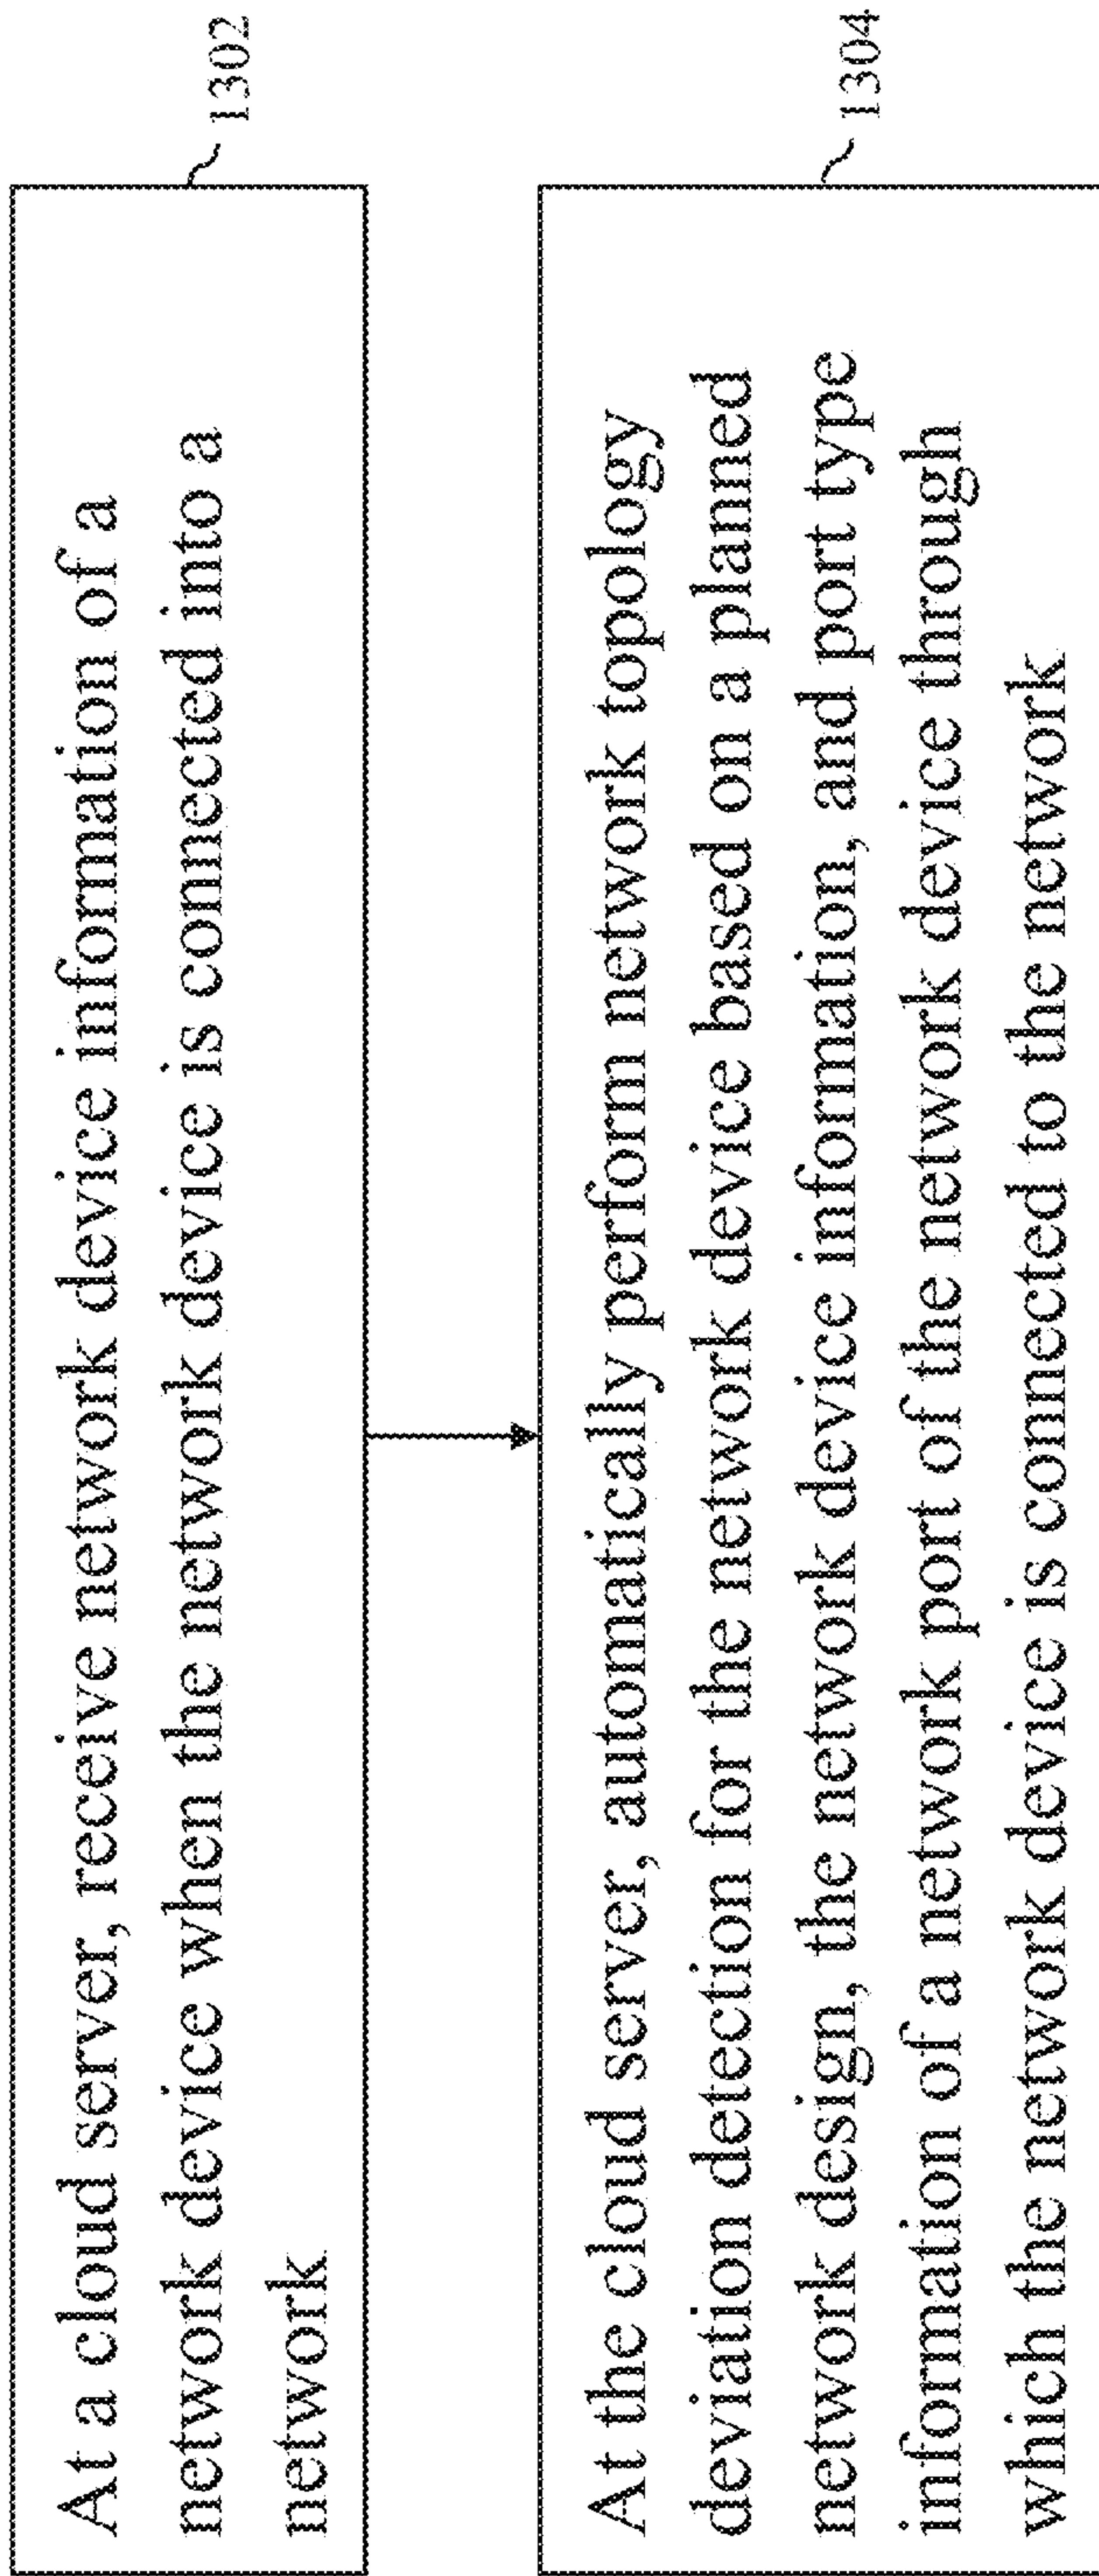 At a cloud server, receive network device information of a
network device when the network device is connected into a
network
1302
At the cloud server, automatically perform network topology
deviation detection for the network device based on a planned
network design, the network device information, and port type
information of a network port of the network device through
which the network device is connected to the network
1304